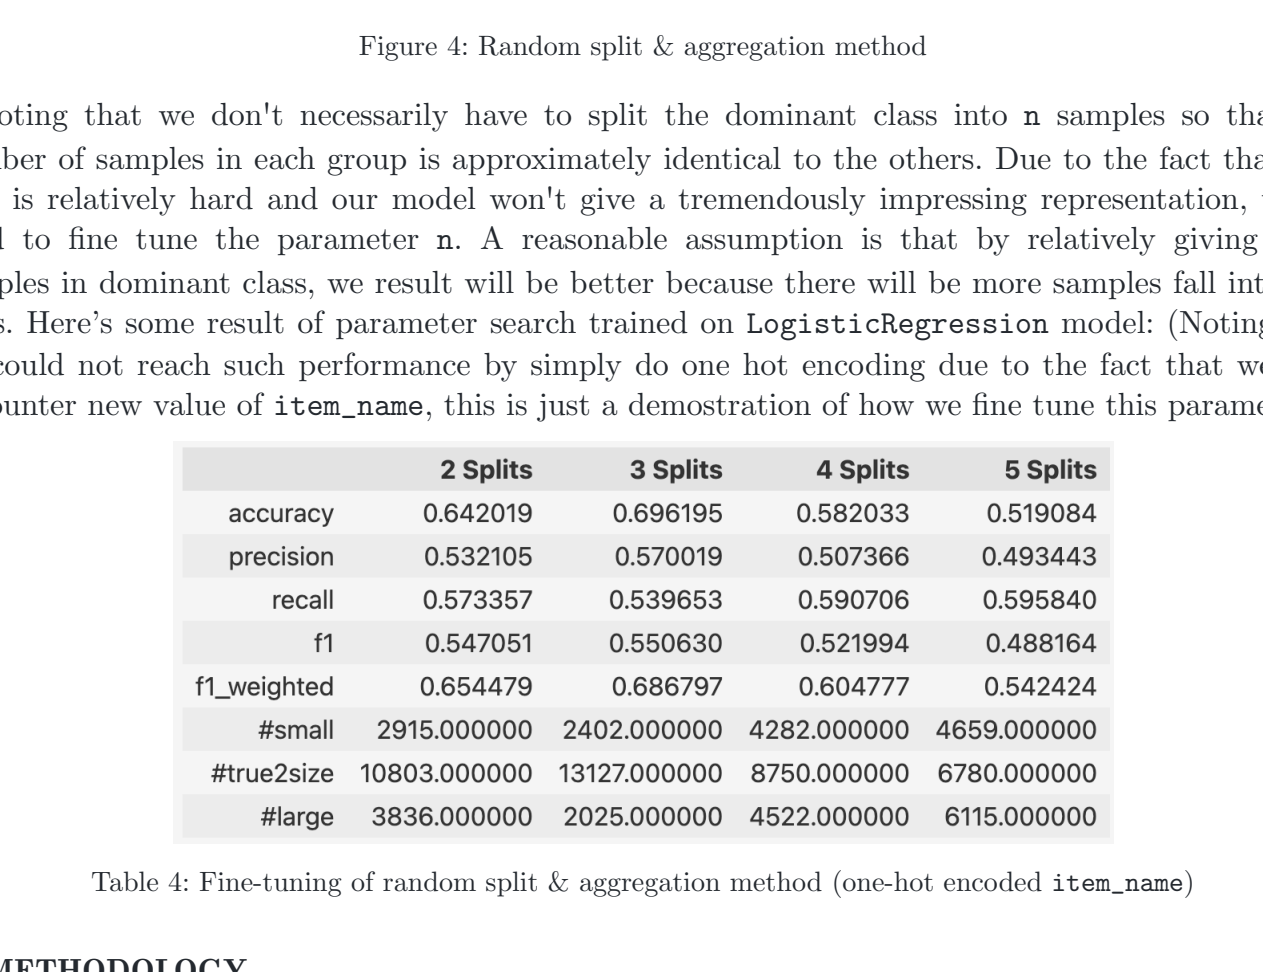 Figure 4: Random split & aggregation method
oting that we don't necessarily have to split the dominant class into n samples so tha
ber of samples in each group is approximately identical to the others. Due to the fact tha
is relatively hard and our model won't give a tremendously impressing representation,
to fine tune the parameter n. A reasonable assumption is that by relatively giving
ples in dominant class, we result will be better because there will be more samples fall int
s. Here's some result of parameter search trained on LogisticRegression model: (Noting
could not reach such performance by simply do one hot encoding due to the fact that we
unter new value of item_name, this is just a demostration of how we fine tune this parame
2 Splits 3 Splits 4 Splits 5 Splits
accuracy 0.642019 0.696195 0.582033 0.519084
precision 0.532105 0.570019 0.507366 0.493443
recall 0.573357 0.539653 0.590706 0.595840
f1 0.547051 0.550630 0.521994 0.488164
f1_weighted 0.654479 0.686797 0.604777 0.542424
#small 2915.000000 2402.000000 4282.000000 4659.000000
#true2size 10803.000000 13127.000000 8750.000000 6780.000000
#large 3836.000000 2025.000000 4522.000000 6115.000000
Table 4: Fine-tuning of random split & aggregation method (one-hot encoded item_name)
METHODOLOGY